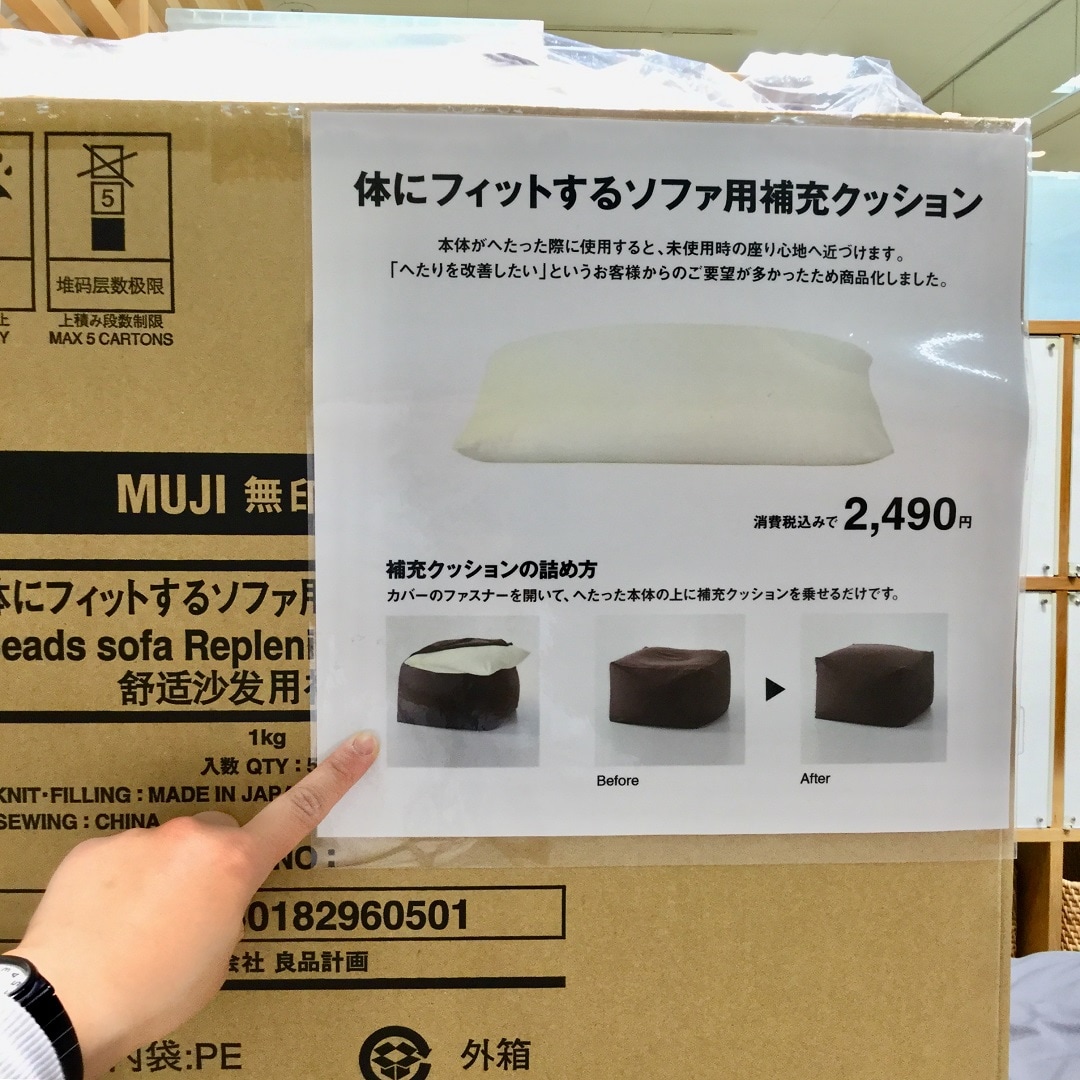 体にフィットするソファ用補充クッション
本体がへたった際に使用すると、未使用時の座り心地へ近づけます。
「へたりを改善したい」というお客様からのご要望が多かったため商品化しました。
消費税込みで 2,490円
補充クッションの詰め方
カバーのファスナーを開いて、へたった本体の上に補充クッションを乗せるだけです。
Before
After
5
堆码层数极限
上積み段数制限
MAX 5 CARTONS
MUJI 無印
にフィットするソファ用
eads sofa Repleni
舒适沙发用
1kg
入数 QTY : 5
KNIT・FILLING : MADE IN JAPA
SEWING : CHINA
NO :
0182960501
会社 良品計画
内袋:PE
外箱